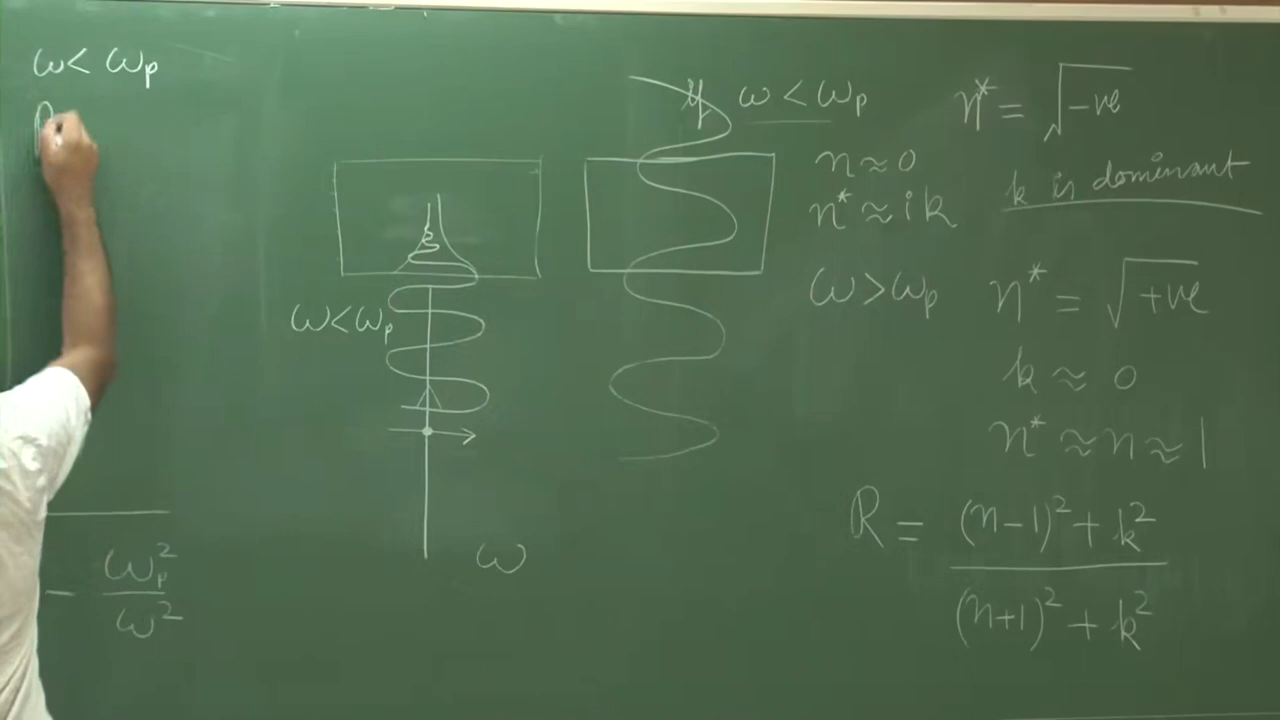 ω < ωp
ω < ωp
ω
− ωp² / ω²
If ω < ωp n* = √−ve
n ≈ 0
n* ≈ ik k is dominant
ω > ωp n* = √+ve
k ≈ 0
n* ≈ n ≈ 1
R = (n−1)² + k² / (n+1)² + k²